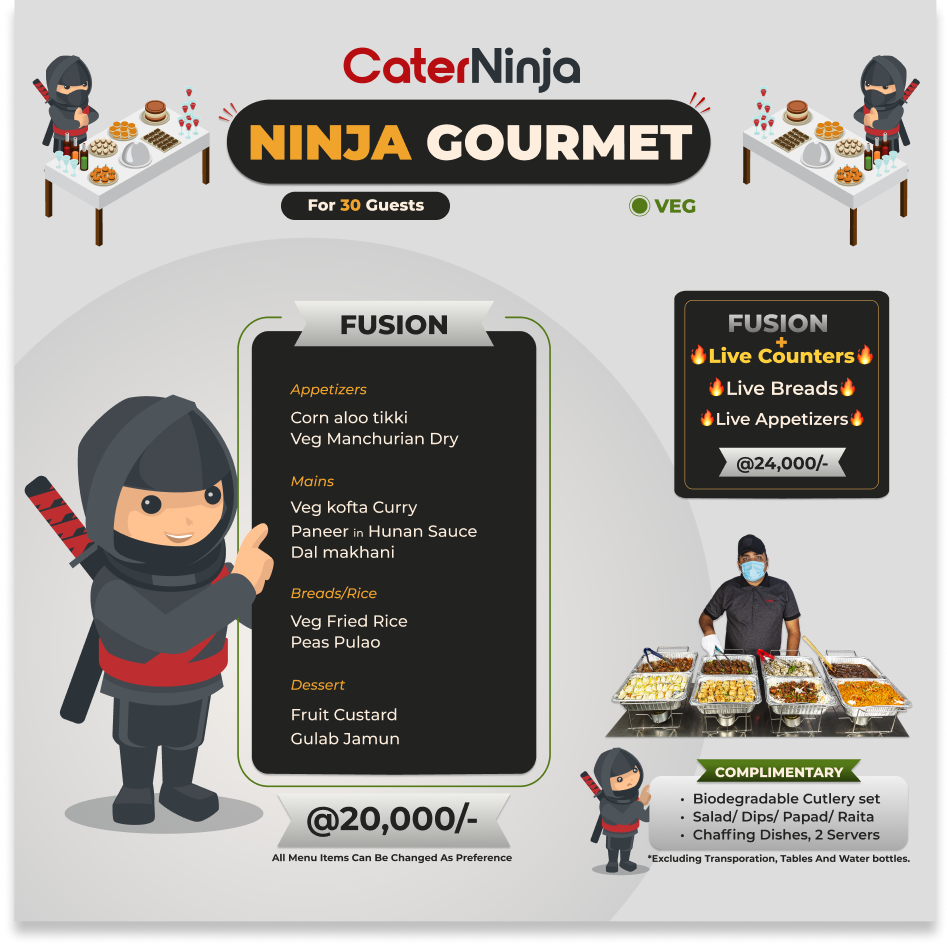 CaterNinja
NINJA GOURMET
For 30 Guests
VEG
FUSION
Appetizers
Corn aloo tikki
Veg Manchurian Dry
Mains
Veg kofta Curry
Paneer in Hunan Sauce
Dal makhani
Breads/Rice
Veg Fried Rice
Peas Pulao
Dessert
Fruit Custard
Gulab Jamun
@20,000/-
All Menu Items Can Be Changed As Preference
FUSION
+
🔥Live Counters🔥
🔥Live Breads🔥
🔥Live Appetizers🔥
@24,000/-
COMPLIMENTARY
• Biodegradable Cutlery set
• Salad/ Dips/ Papad/ Raita
• Chaffing Dishes, 2 Servers
*Excluding Transporation, Tables And Water bottles.